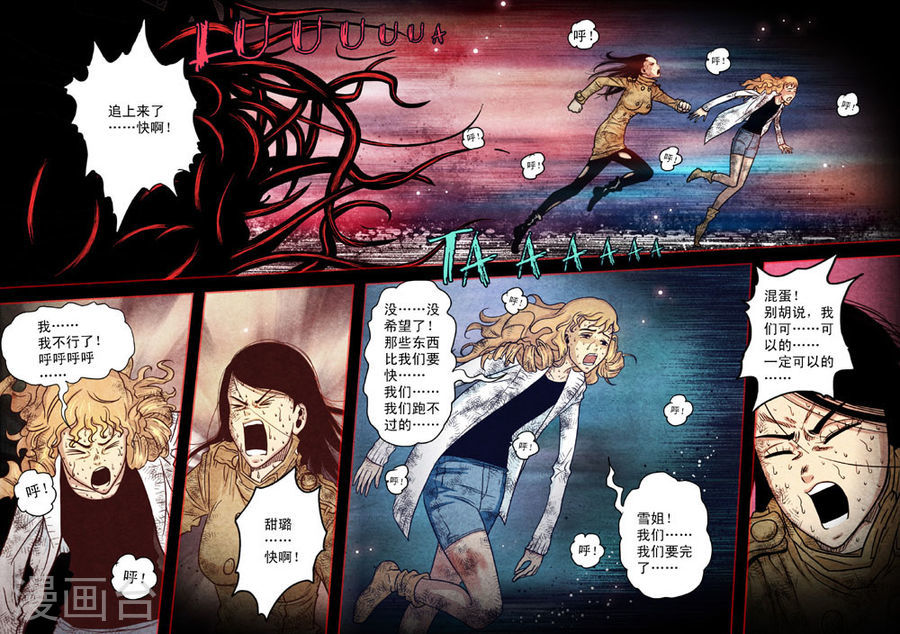 LUUUUUUA
追上来了
……快啊！
呼！
呼！
呼！
呼！
呼！
呼！
TAAAAAAA
我……
我不行了！
呼呼呼呼
……
呼！
呼！
甜璐
……
快啊！
没……没
希望了！
那些东西
比我们要
快……
我们……
我们跑不
过的……
呼！
呼！
呼！
呼！
呼！
雪姐！
我们……
我们要完
了……
混蛋！
别胡说，我
们可……可
以的……
一定可以的
……
漫画台